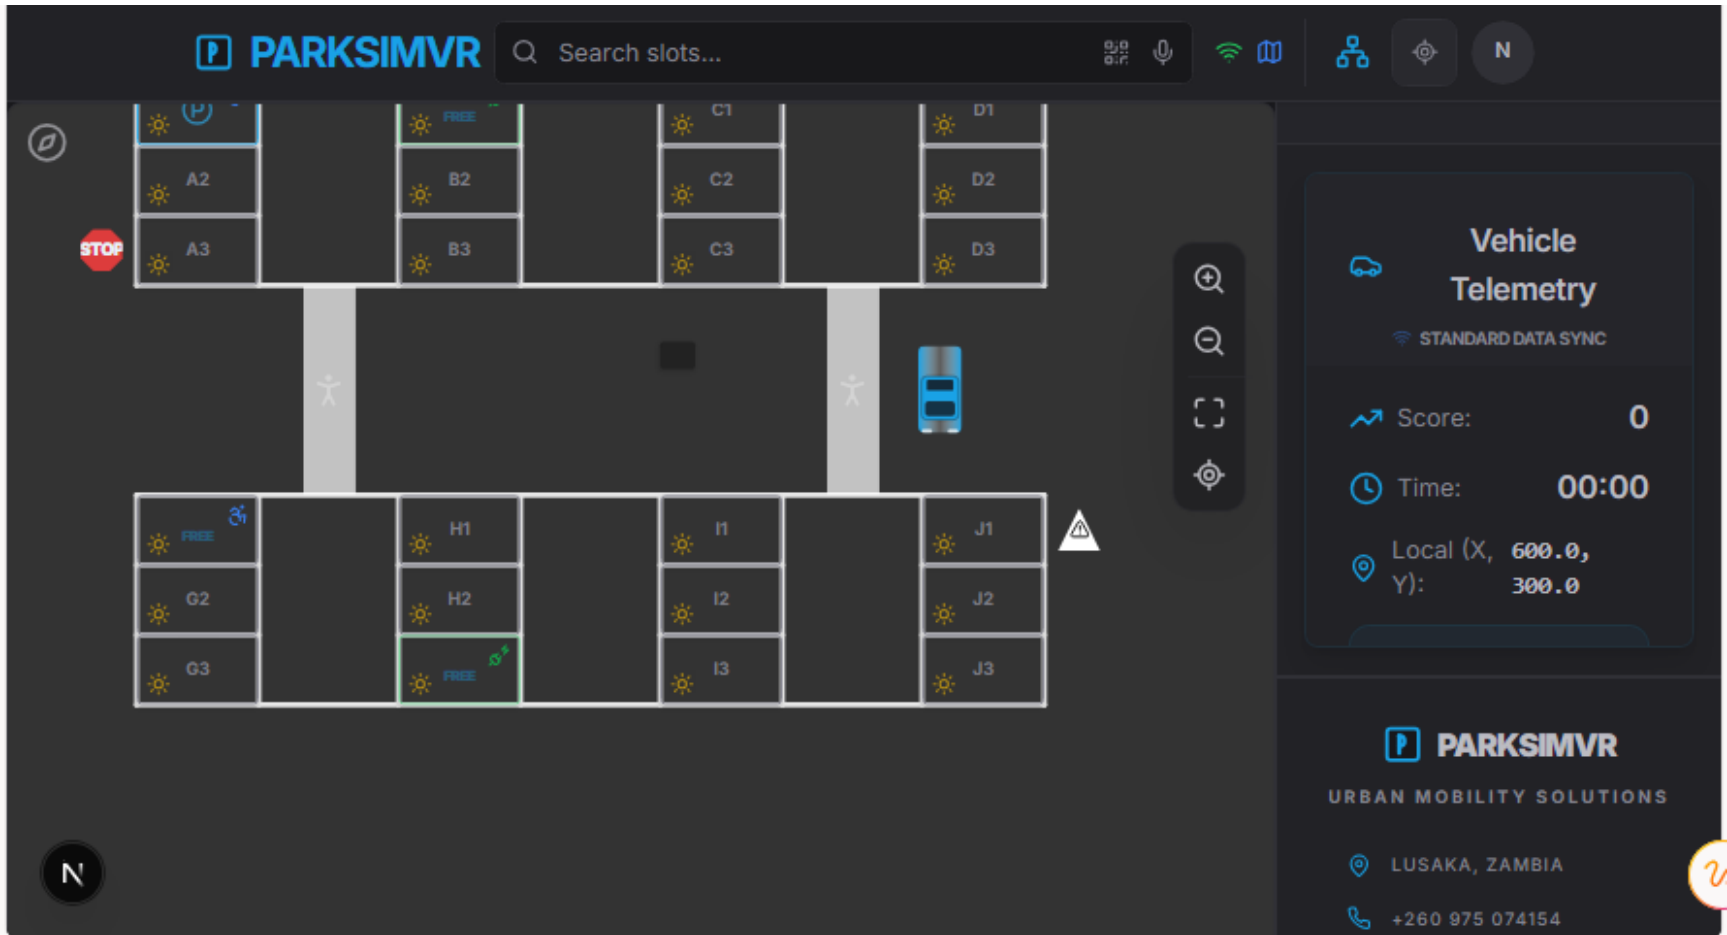 PARKSIMVR
Search slots...
N
FREE
C1
D1
A2
B2
C2
D2
STOP
A3
B3
C3
D3
Vehicle
Telemetry
STANDARD DATA SYNC
Score: 0
Time: 00:00
Local (X, Y): 600.0, 300.0
FREE
H1
I1
J1
G2
H2
I2
J2
G3
FREE
I3
J3
PARKSIMVR
URBAN MOBILITY SOLUTIONS
LUSAKA, ZAMBIA
+260 975 074154
N